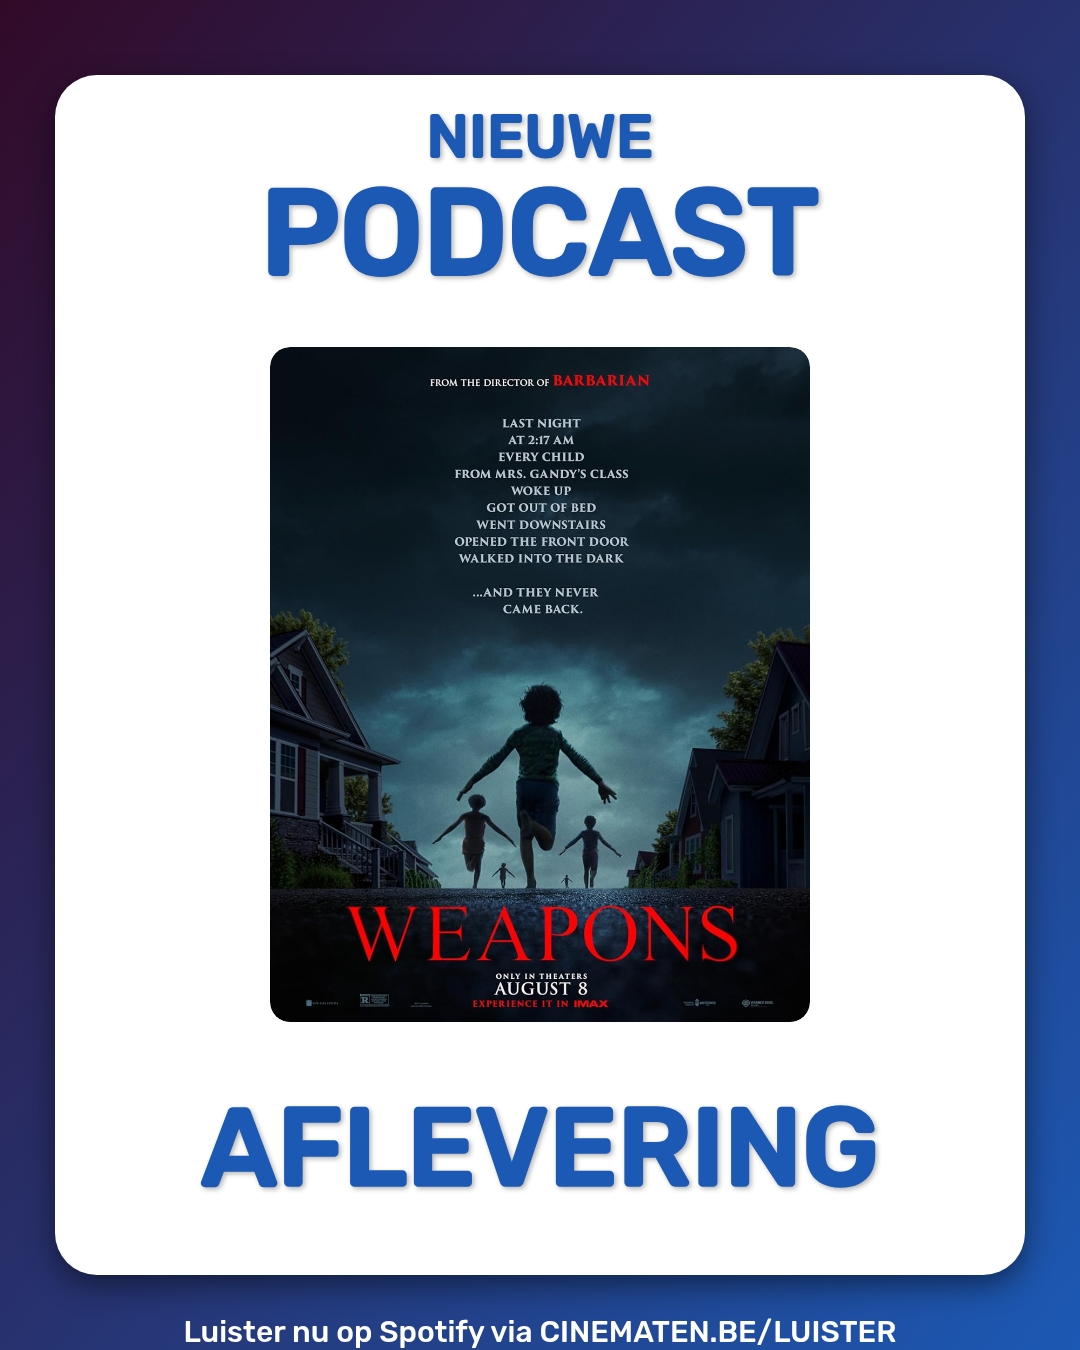 NIEUWE
PODCAST
FROM THE DIRECTOR OF BARBARIAN
LAST NIGHT
AT 2:17 AM
EVERY CHILD
FROM MRS. GANDY'S CLASS
WOKE UP
GOT OUT OF BED
WENT DOWNSTAIRS
OPENED THE FRONT DOOR
WALKED INTO THE DARK
...AND THEY NEVER
CAME BACK.
WEAPONS
ONLY IN THEATERS
AUGUST 8
EXPERIENCE IT IN IMAX
R
AFLEVERING
Luister nu op Spotify via CINEMATEN.BE/LUISTER